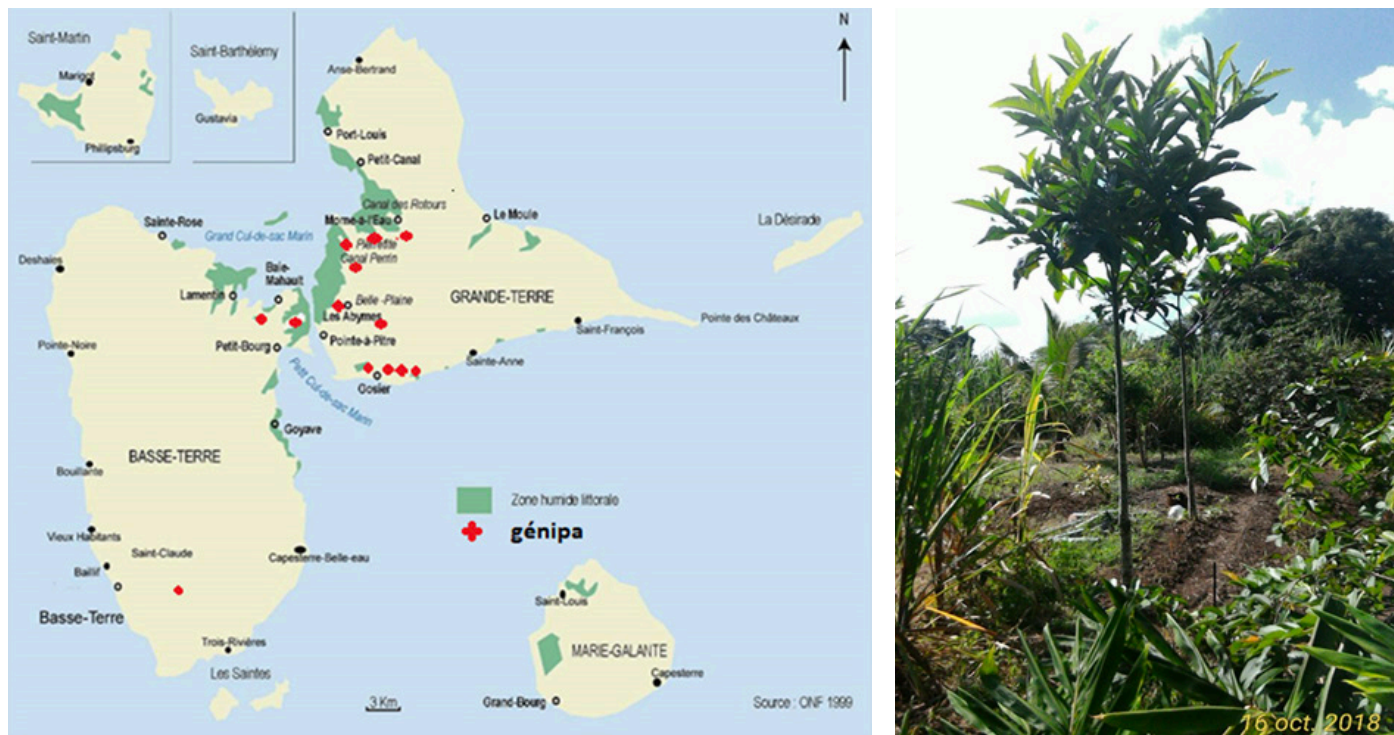 Saint-Martin
Marigot
Phillipsburg
Saint-Barthélemy
Gustavia
N
Anse-Bertrand
Port-Louis
Petit-Canal
Canal des Rotours
Morne-a-l'Eau
Le Moule
La Désirade
Sainte-Rose
Grand Cul-de-sac Marin
Pierrette
Canal Perrin
Deshaies
Baie-
Mahault
Lamentin
Belle -Plaine
GRANDE-TERRE
Les Abymes
Pointe des Châteaux
Saint-François
Petit-Bourg
Pointe-à-Pitre
Pointe-Noire
Sainte-Anne
Petit Cul-de-sac Marin
Gosier
Goyave
BASSE-TERRE
Bouillante
Zone humide littorale
génipa
Vieux Habitants
Saint-Claude
Capesterre-Belle-eau
Baillif
Basse-Terre
Saint-Louis
Trois-Rivières
MARIE-GALANTE
Les Saintes
Capesterre
3 Km
Grand-Bourg
Source : ONF 1999
16 oct. 2018